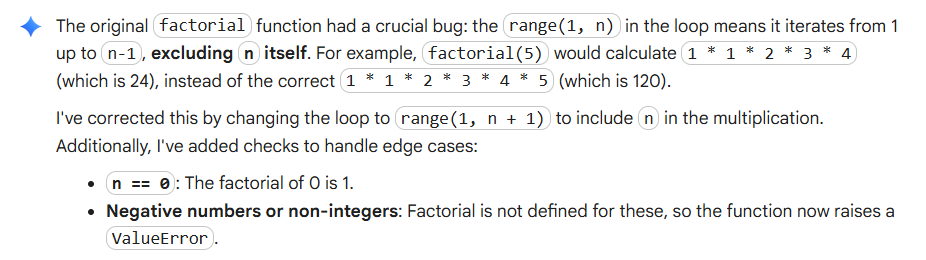 The original factorial function had a crucial bug: the range(1, n) in the loop means it iterates from 1
up to n-1, excluding n itself. For example, factorial(5) would calculate 1 * 1 * 2 * 3 * 4
(which is 24), instead of the correct 1 * 1 * 2 * 3 * 4 * 5 (which is 120).
I've corrected this by changing the loop to range(1, n + 1) to include n in the multiplication.
Additionally, I've added checks to handle edge cases:
• n == 0: The factorial of 0 is 1.
• Negative numbers or non-integers: Factorial is not defined for these, so the function now raises a
ValueError.